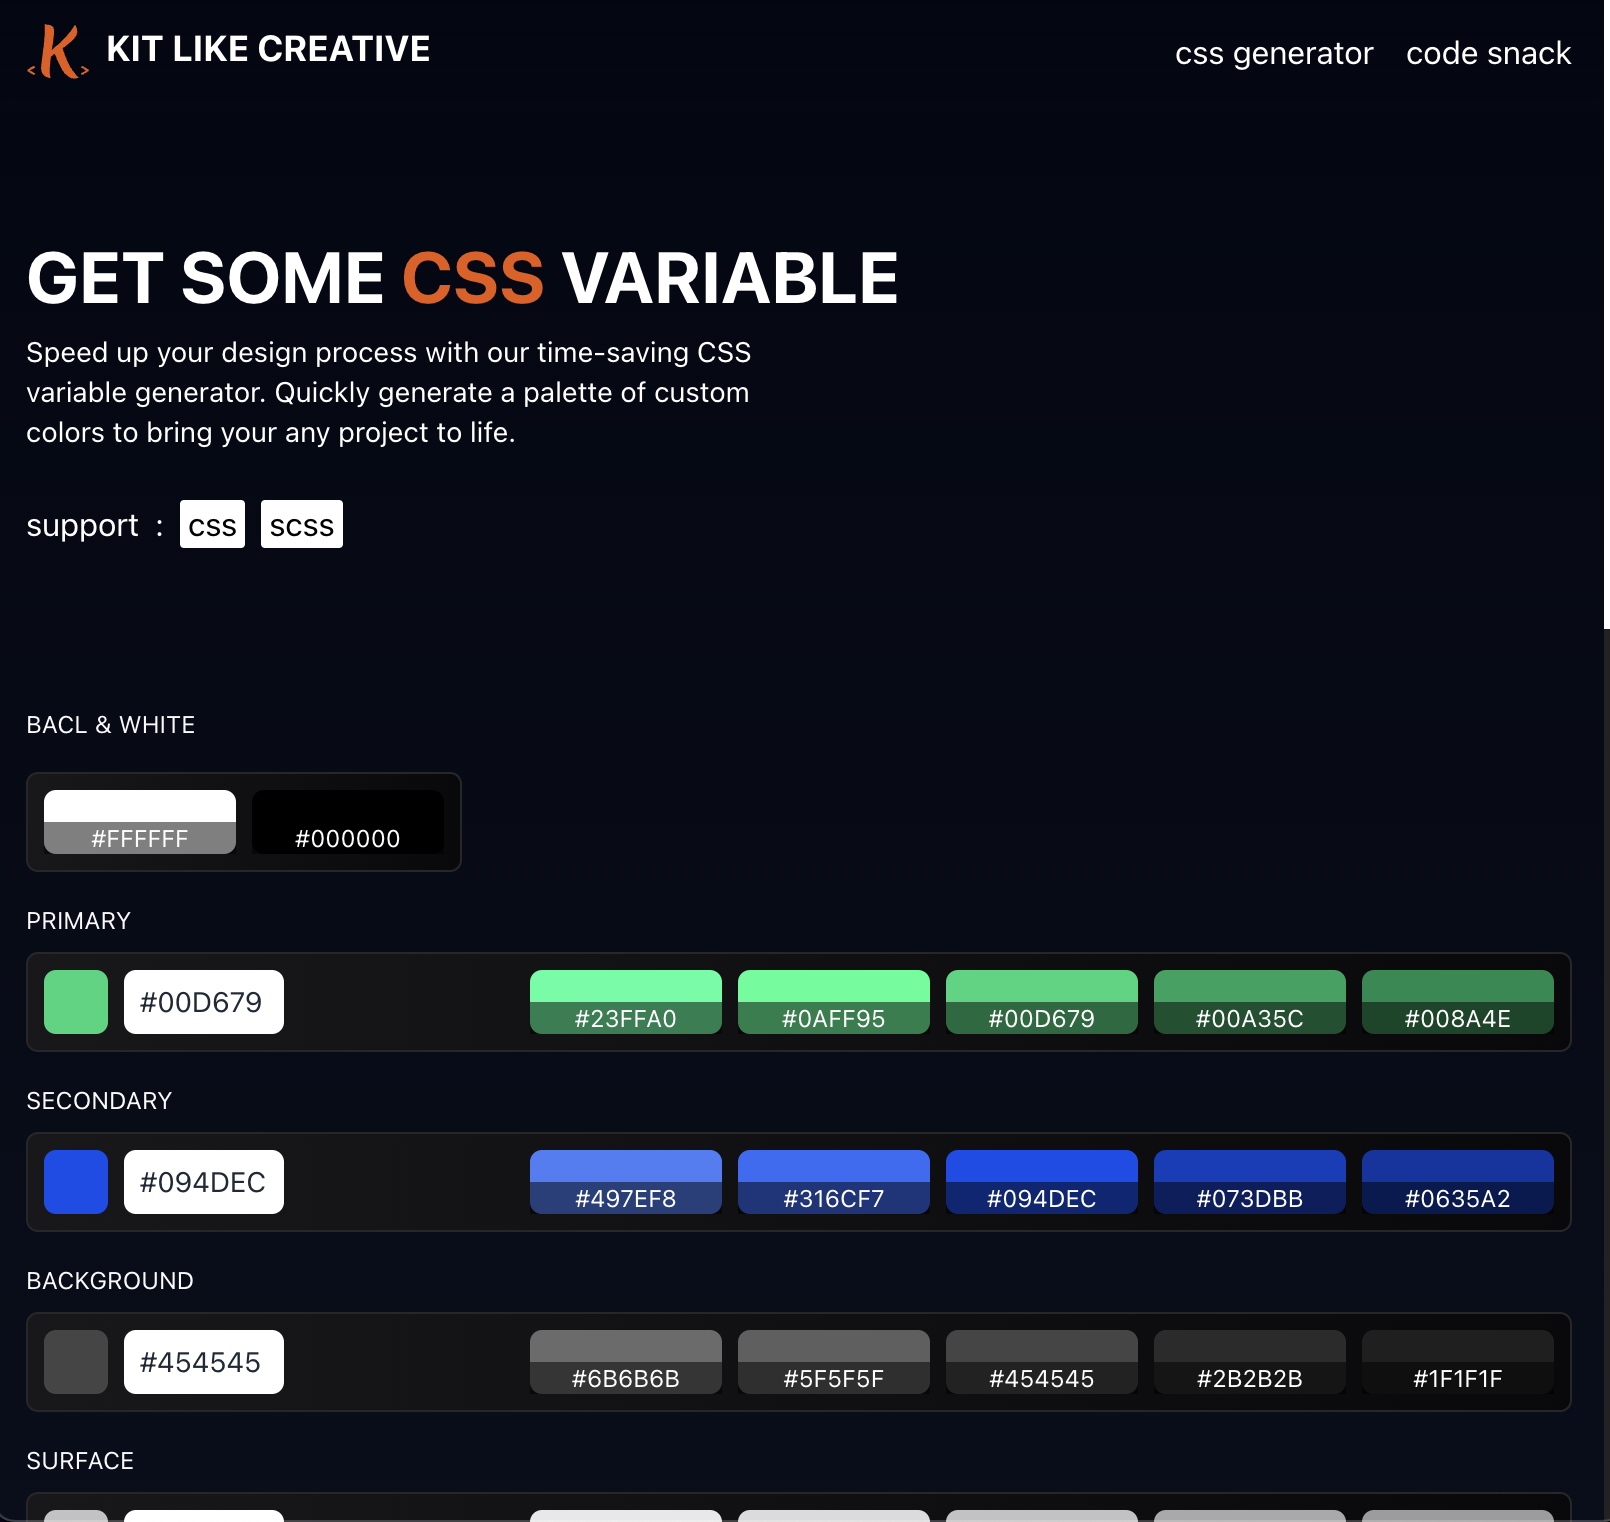 <K>
KIT LIKE CREATIVE
css generator code snack
GET SOME CSS VARIABLE
Speed up your design process with our time-saving CSS
variable generator. Quickly generate a palette of custom
colors to bring your any project to life.
support : css scss
BACL & WHITE
#FFFFFF #000000
PRIMARY
#00D679 #23FFA0 #0AFF95 #00D679 #00A35C #008A4E
SECONDARY
#094DEC #497EF8 #316CF7 #094DEC #073DBB #0635A2
BACKGROUND
#454545 #6B6B6B #5F5F5F #454545 #2B2B2B #1F1F1F
SURFACE